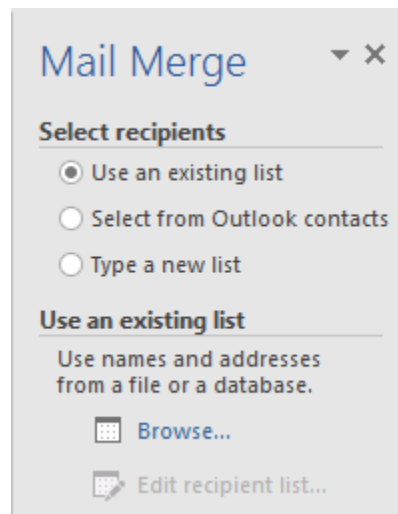 Mail Merge
Select recipients
Use an existing list
Select from Outlook contacts
Type a new list
Use an existing list
Use names and addresses
from a file or a database.
Browse...
Edit recipient list...